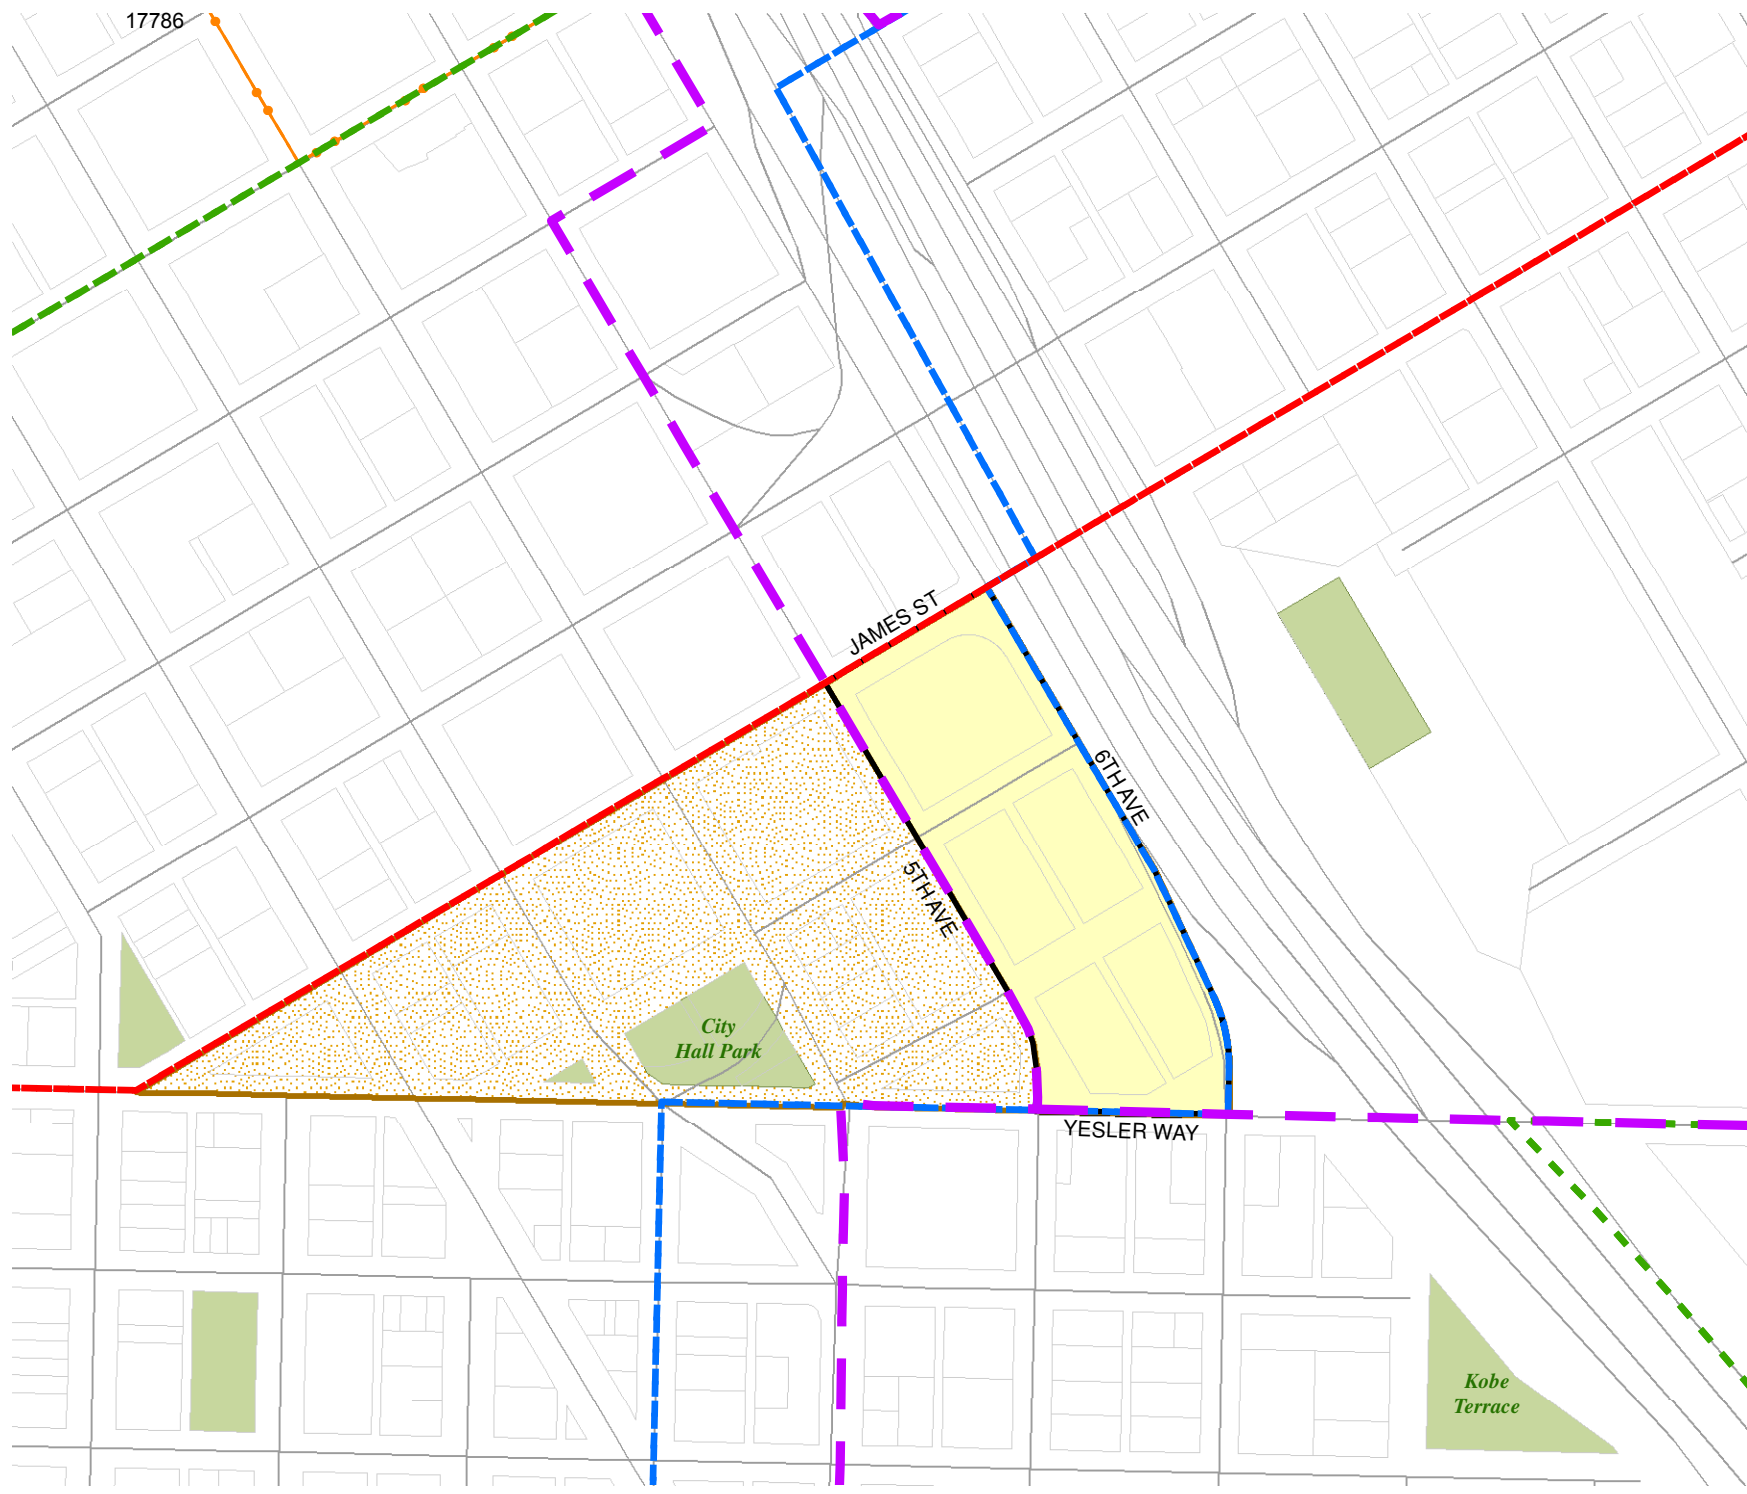 17786
JAMES ST
6TH AVE
5TH AVE
City
Hall Park
YESLER WAY
Kobe
Terrace